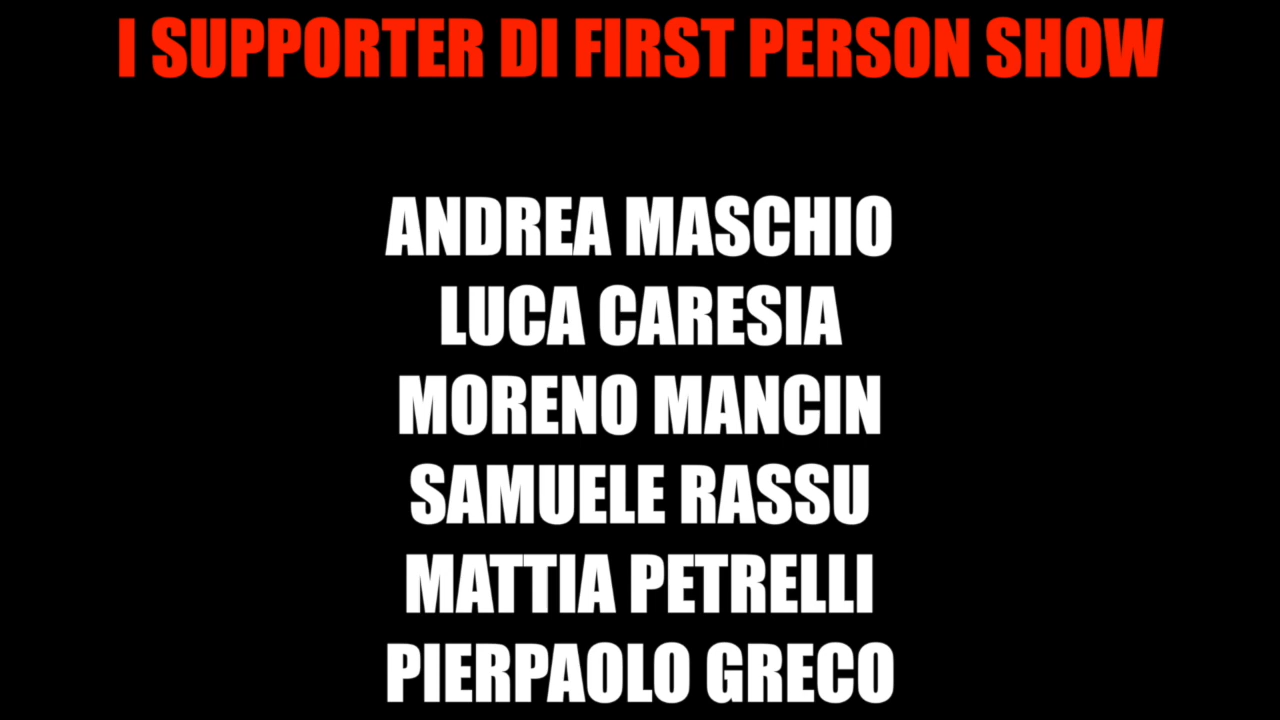 I SUPPORTER DI FIRST PERSON SHOW
ANDREA MASCHIO
LUCA CARESIA
MORENO MANCIN
SAMUELE RASSU
MATTIA PETRELLI
PIERPAOLO GRECO